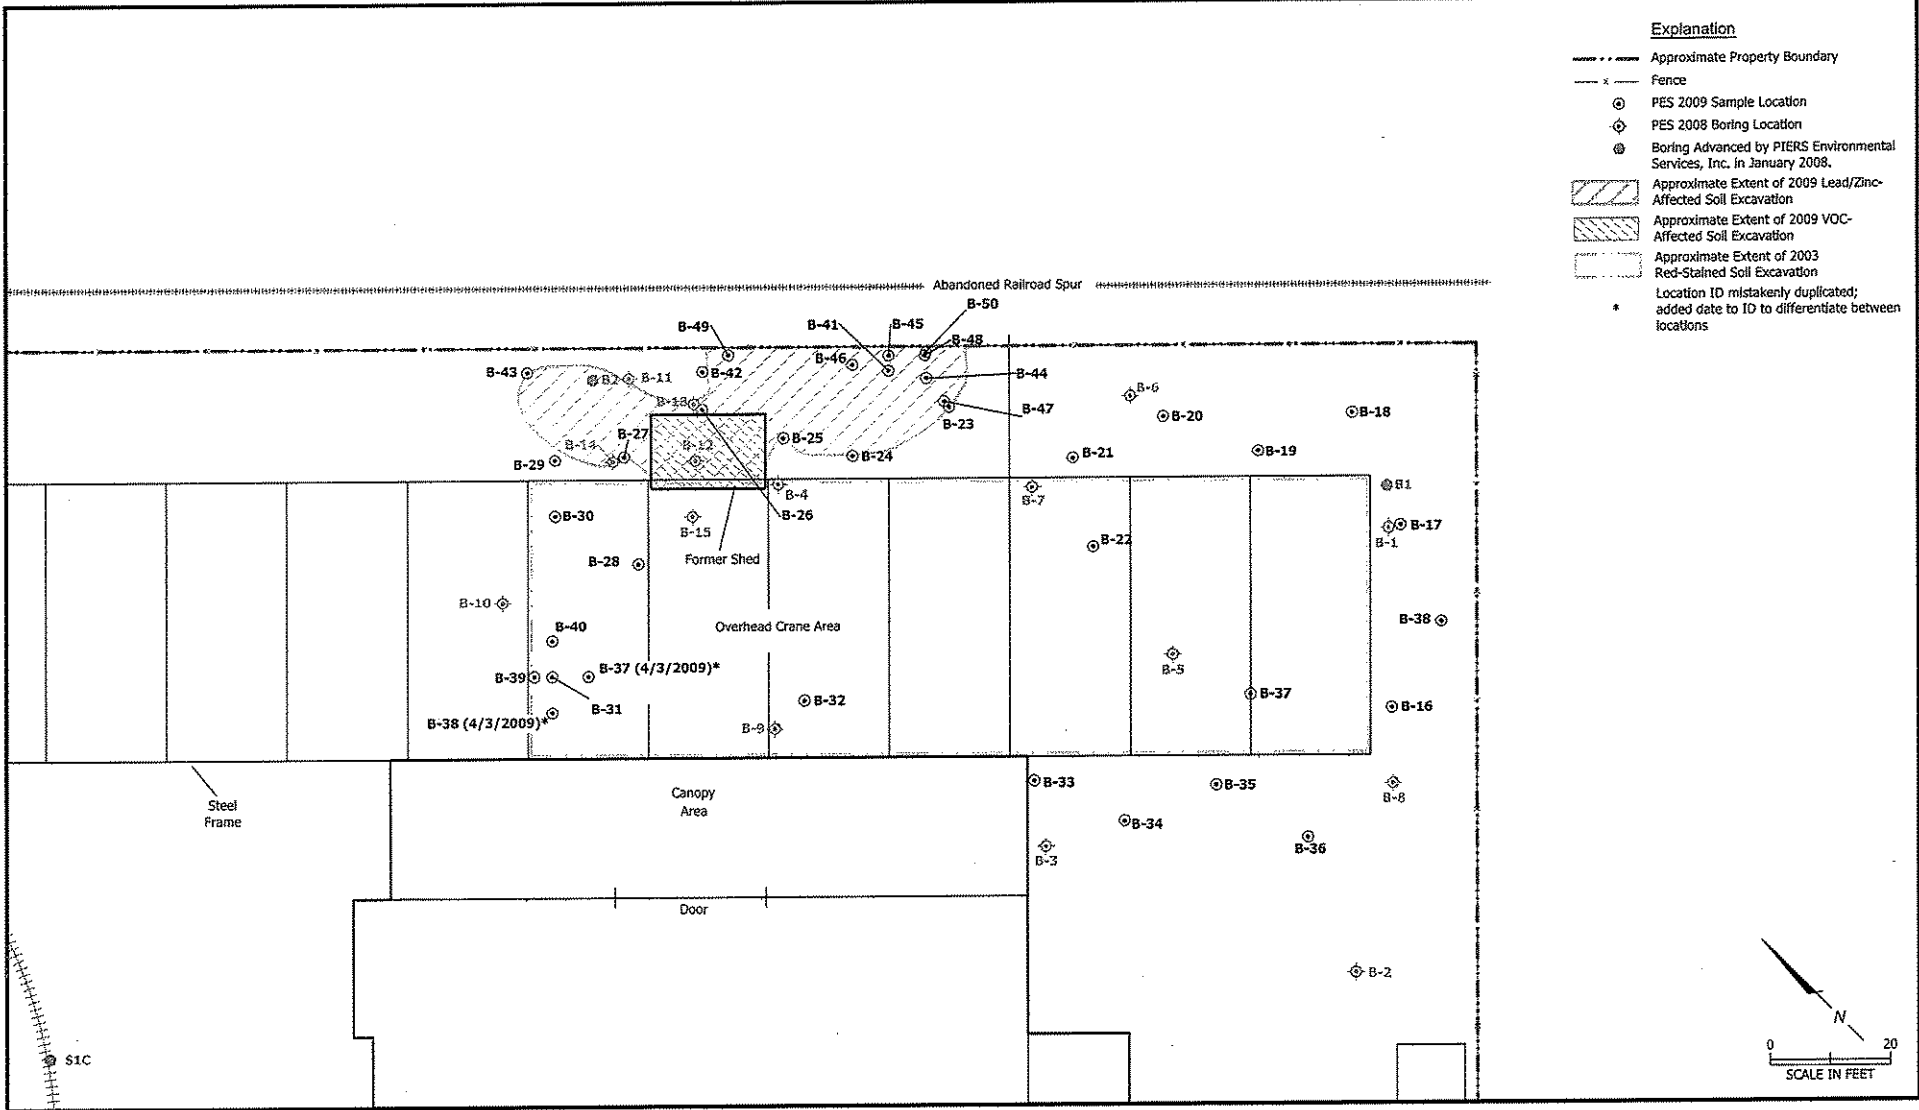 Explanation
Approximate Property Boundary
x Fence
PES 2009 Sample Location
PES 2008 Boring Location
Boring Advanced by PIERS Environmental
Services, Inc. in January 2008.
Approximate Extent of 2009 Lead/Zinc-
Affected Soil Excavation
Approximate Extent of 2009 VOC-
Affected Soil Excavation
Approximate Extent of 2003
Red-Stained Soil Excavation
* Location ID mistakenly duplicated;
added date to ID to differentiate between
locations
Abandoned Railroad Spur
B-50
B-49
B-41
B-45
B-48
B-46
B-43
B2
B-11
B-42
B-44
B-6
B-13
B-47
B-20
B-18
B-23
B-14
B-27
B-12
B-25
B-29
B-24
B-21
B-19
B-4
B-7
B1
B-30
B-15
B-26
B-17
B-1
B-22
B-28
Former Shed
B-10
B-40
Overhead Crane Area
B-38
B-5
B-39
B-37 (4/3/2009)*
B-37
B-31
B-32
B-16
B-38 (4/3/2009)*
B-9
B-33
B-35
B-8
Steel
Frame
Canopy
Area
B-34
B-36
B-3
Door
B-2
S1C
N
0 20
SCALE IN FEET